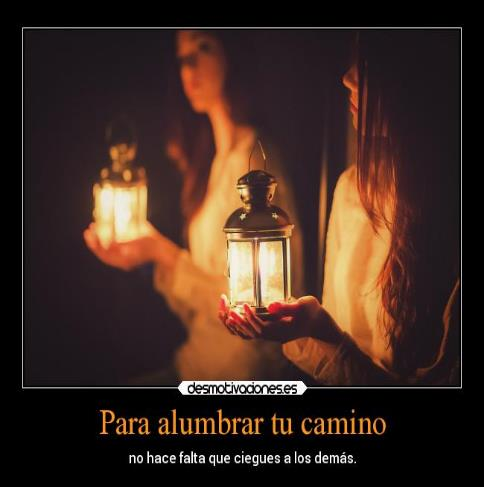 desmotivaciones.es
Para alumbrar tu camino
no hace falta que ciegues a los demás.